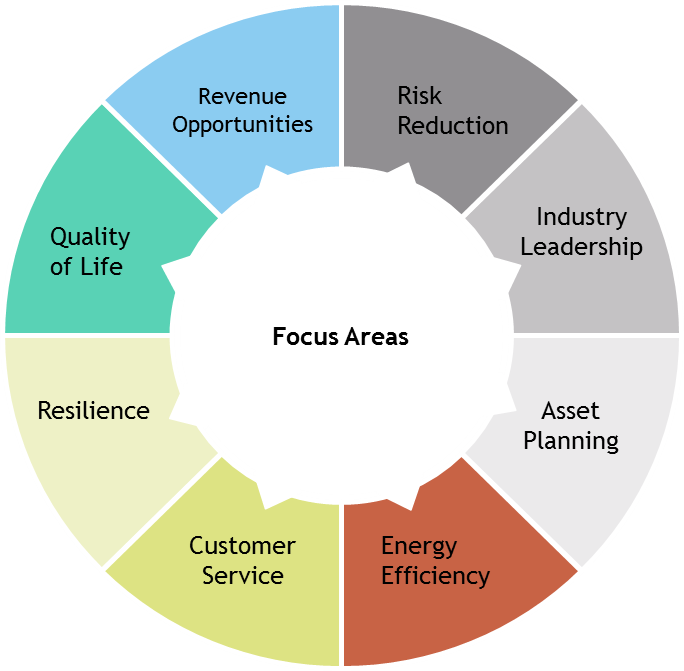 Revenue
Opportunities
Risk
Reduction
Industry
Leadership
Asset
Planning
Energy
Efficiency
Customer
Service
Resilience
Quality
of Life
Focus Areas